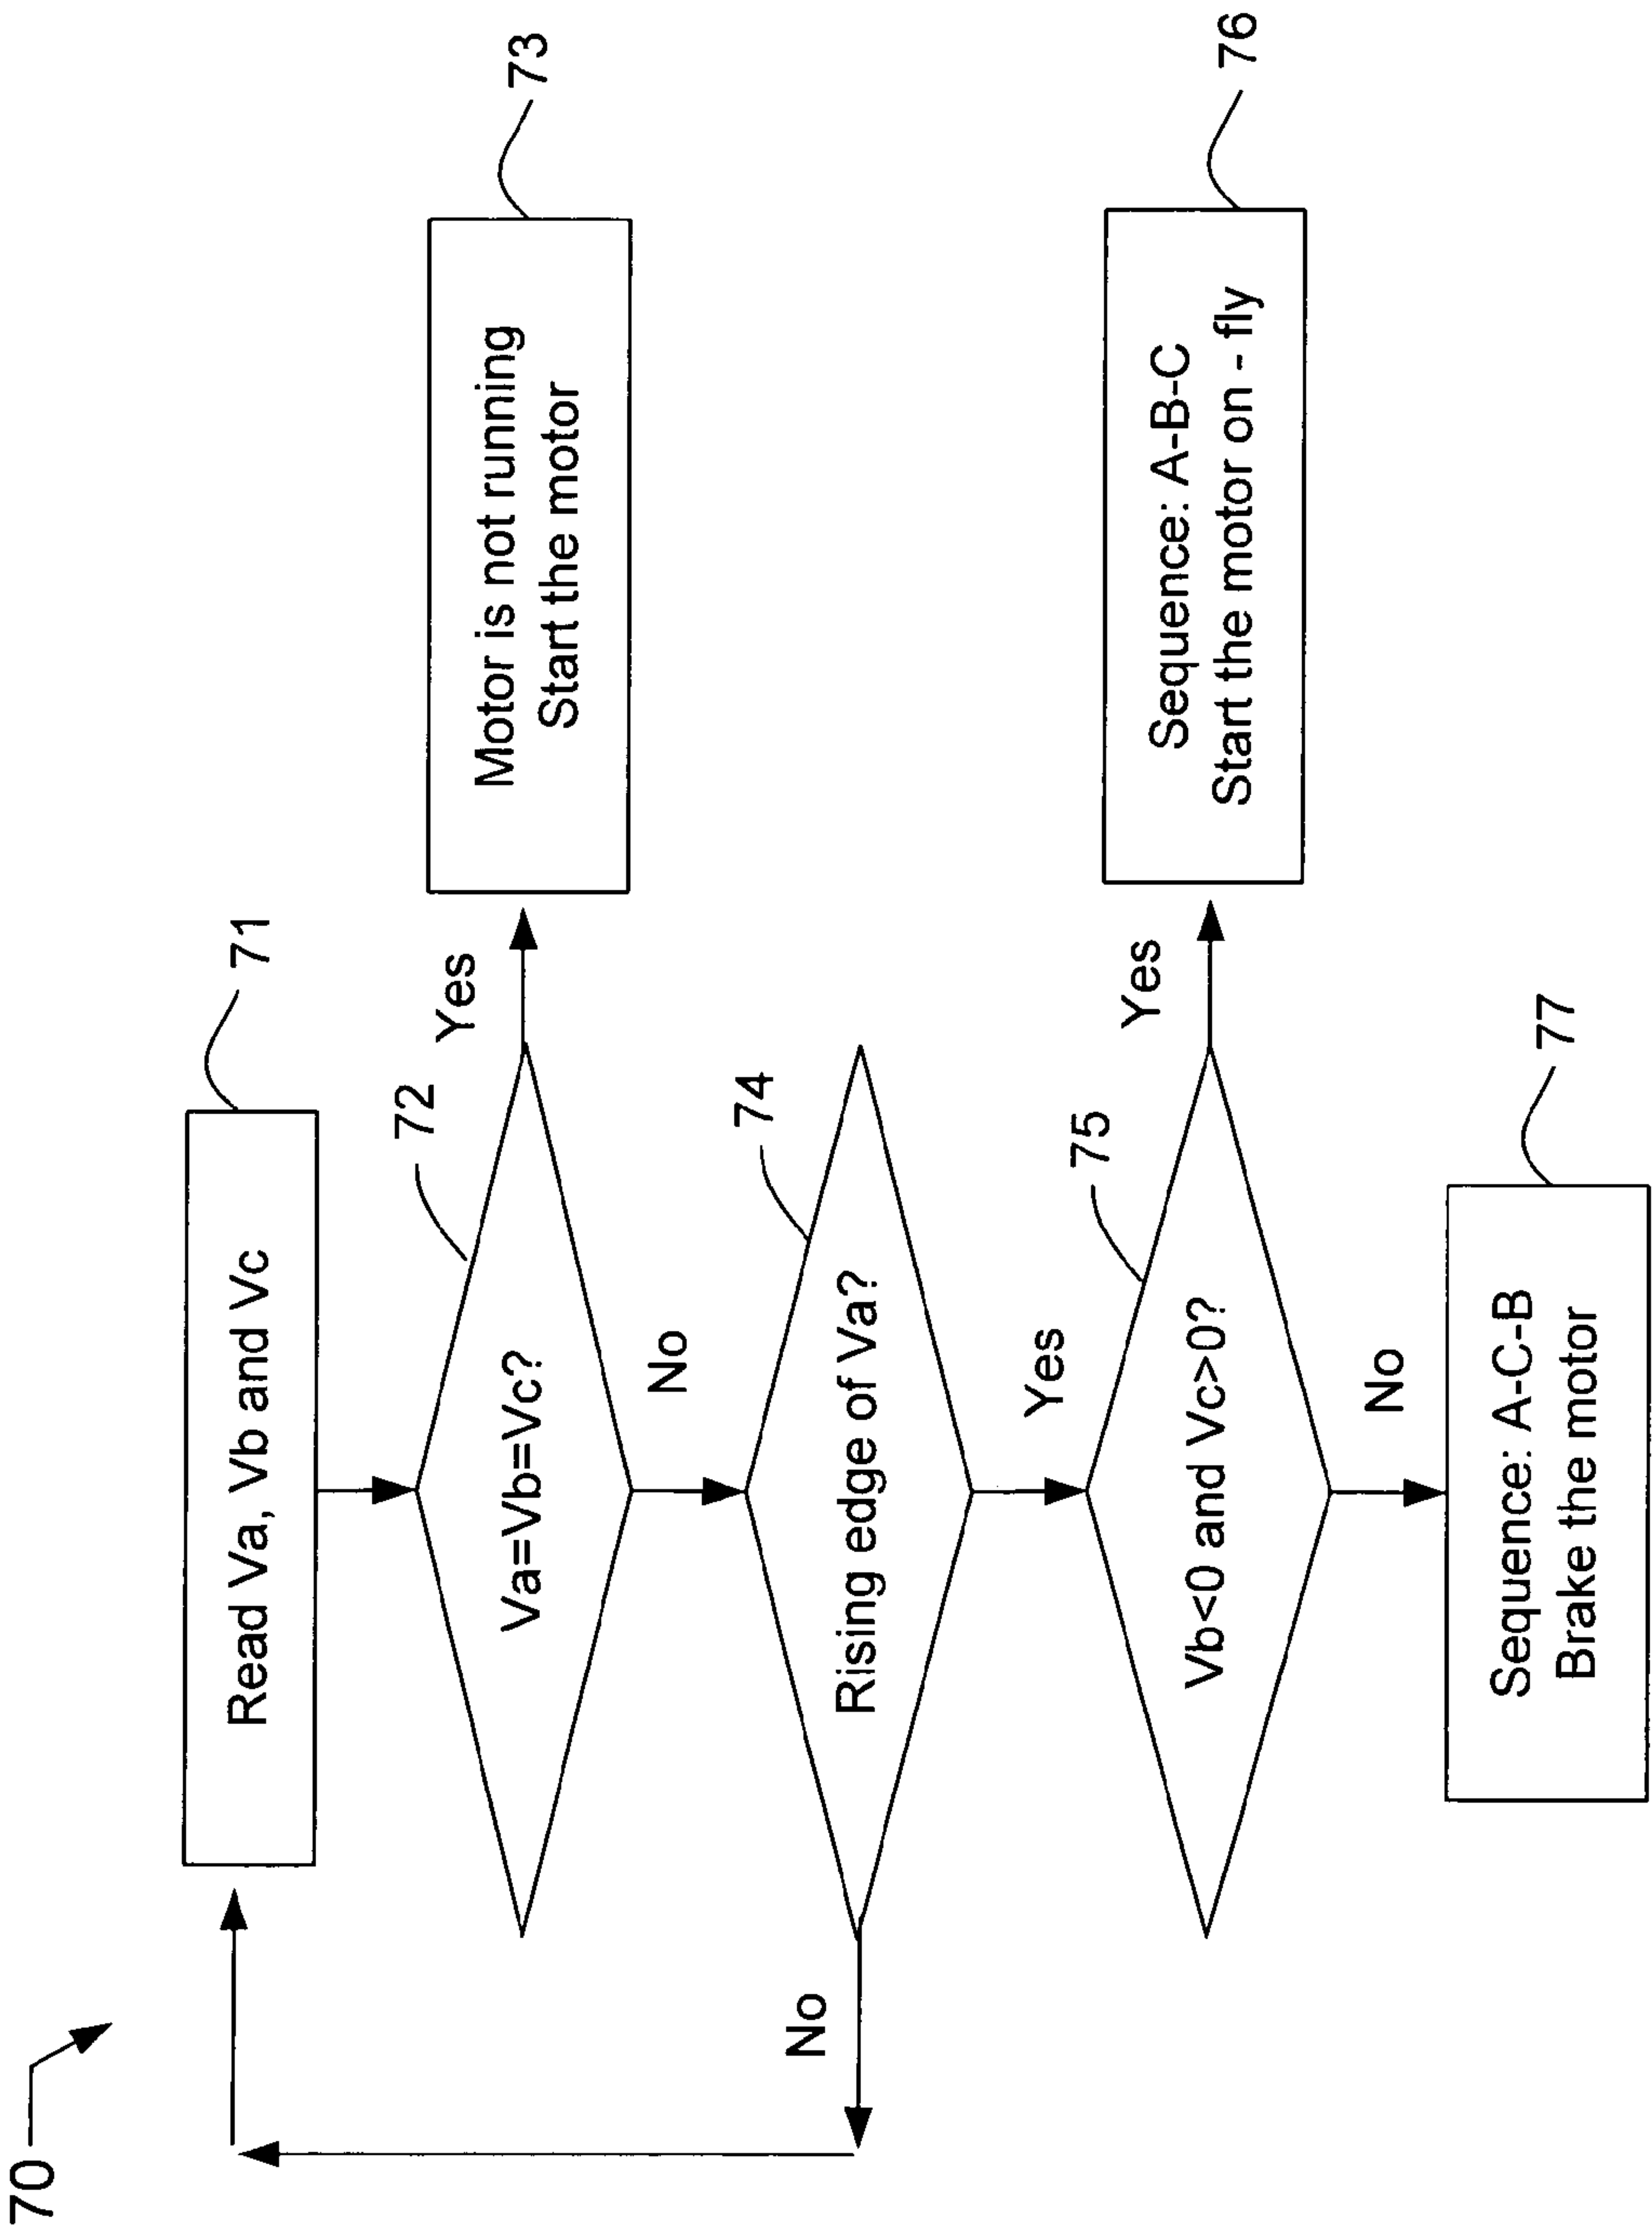 70
71
Read Va, Vb and Vc
72
Va=Vb=Vc?
Yes
73
Motor is not running
Start the motor
No
74
Rising edge of Va?
No
Yes
75
Vb<0 and Vc>0?
Yes
76
Sequence: A-B-C
Start the motor on - fly
No
77
Sequence: A-C-B
Brake the motor